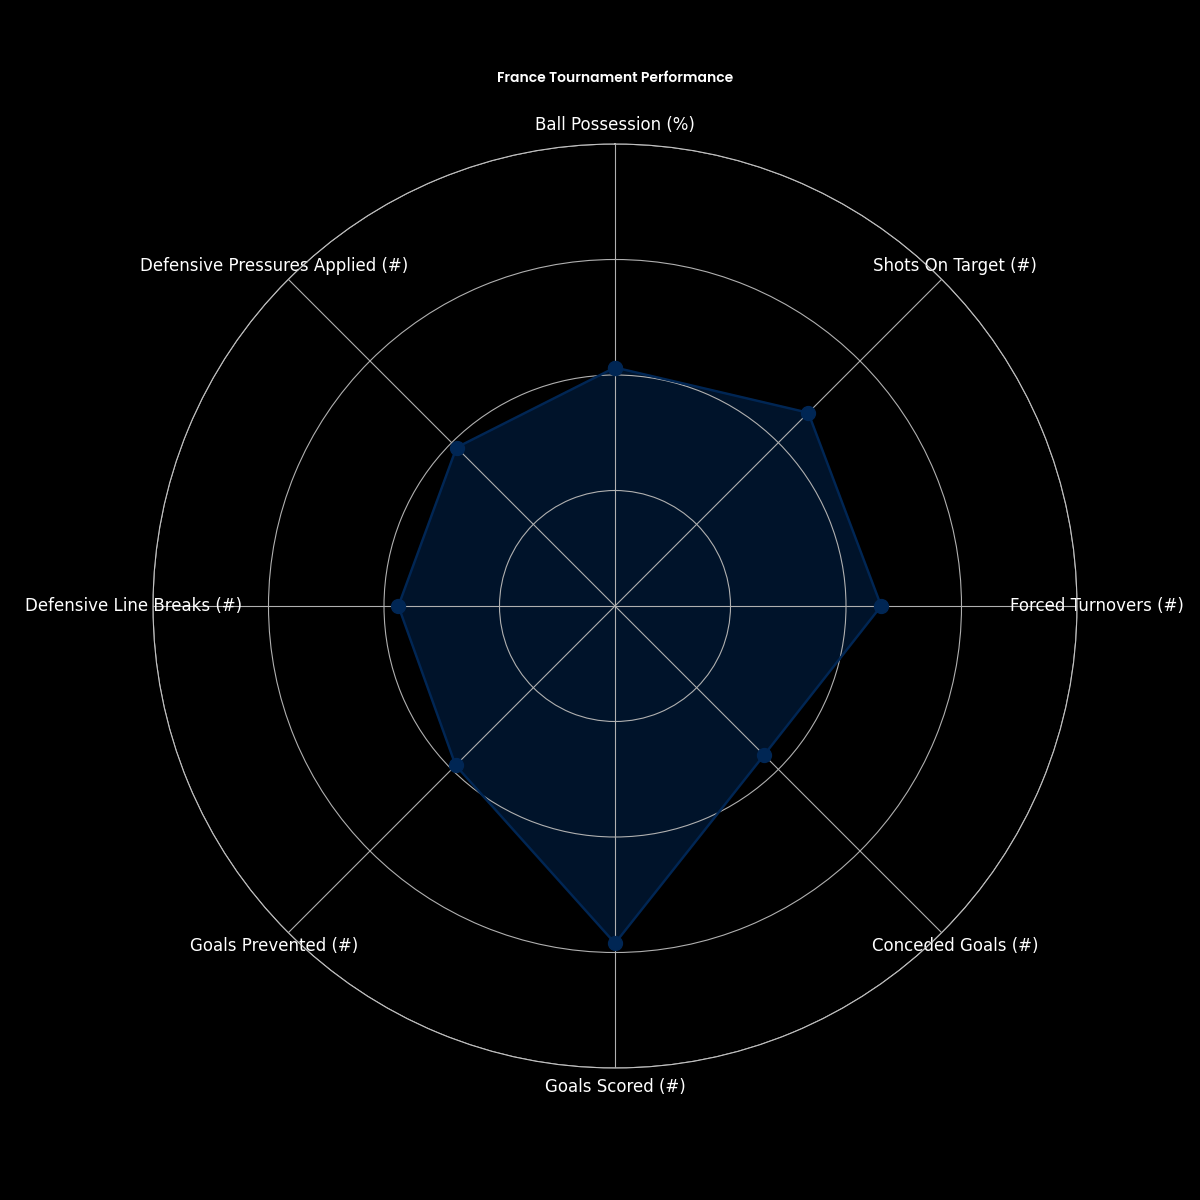 France Tournament Performance
Ball Possession (%)
Defensive Pressures Applied (#)
Shots On Target (#)
Defensive Line Breaks (#)
Forced Turnovers (#)
Goals Prevented (#)
Conceded Goals (#)
Goals Scored (#)